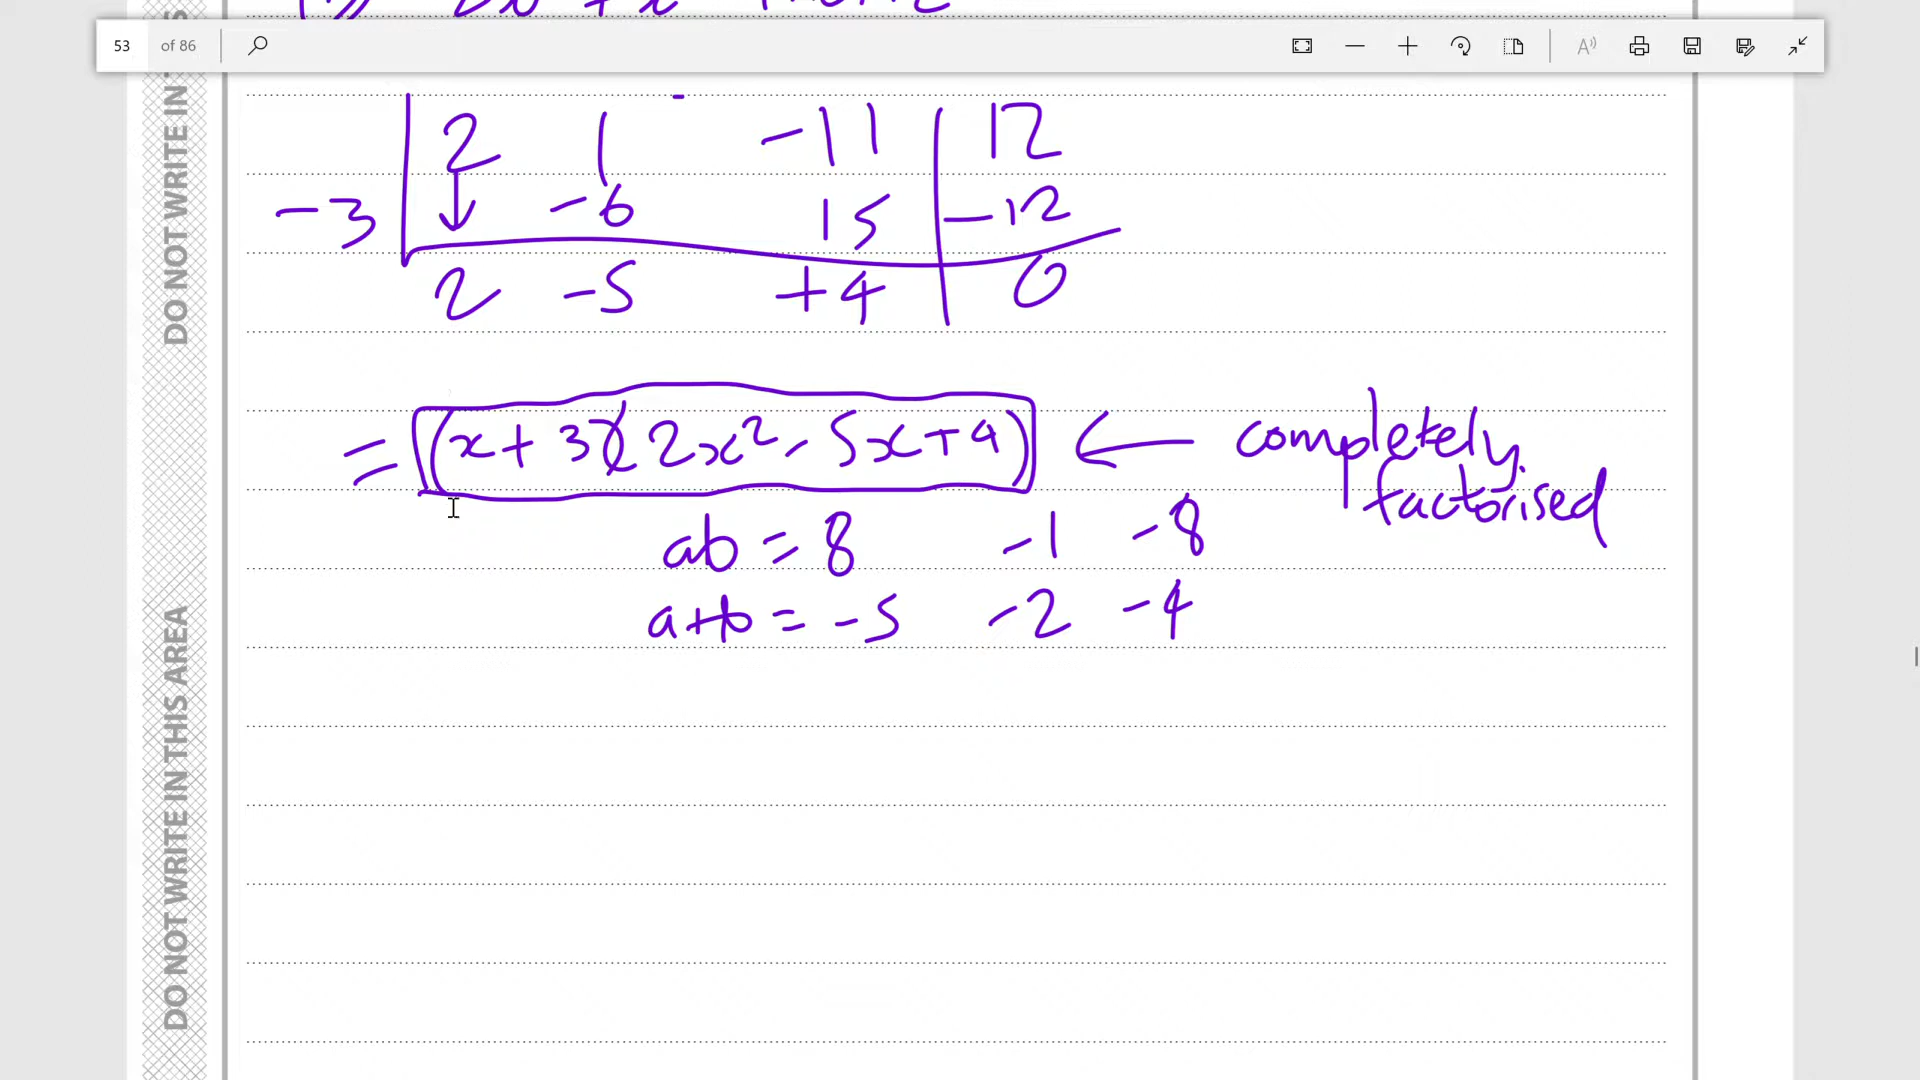 53 of 86
2 1 -11 12
-3 -6 15 -12
2 -5 +4 0
= (x + 3)(2x² - 5x + 4) ← completely factorised
ab = 8 -1 -8
a+b = -5 -2 -4
DO NOT WRITE IN
DO NOT WRITE IN THIS AREA